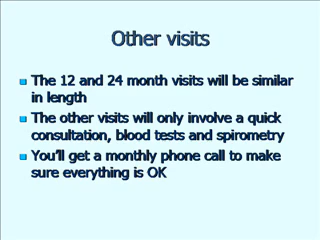 Other visits
The 12 and 24 month visits will be similar
in length
The other visits will only involve a quick
consultation, blood tests and spirometry
You'll get a monthly phone call to make
sure everything is OK